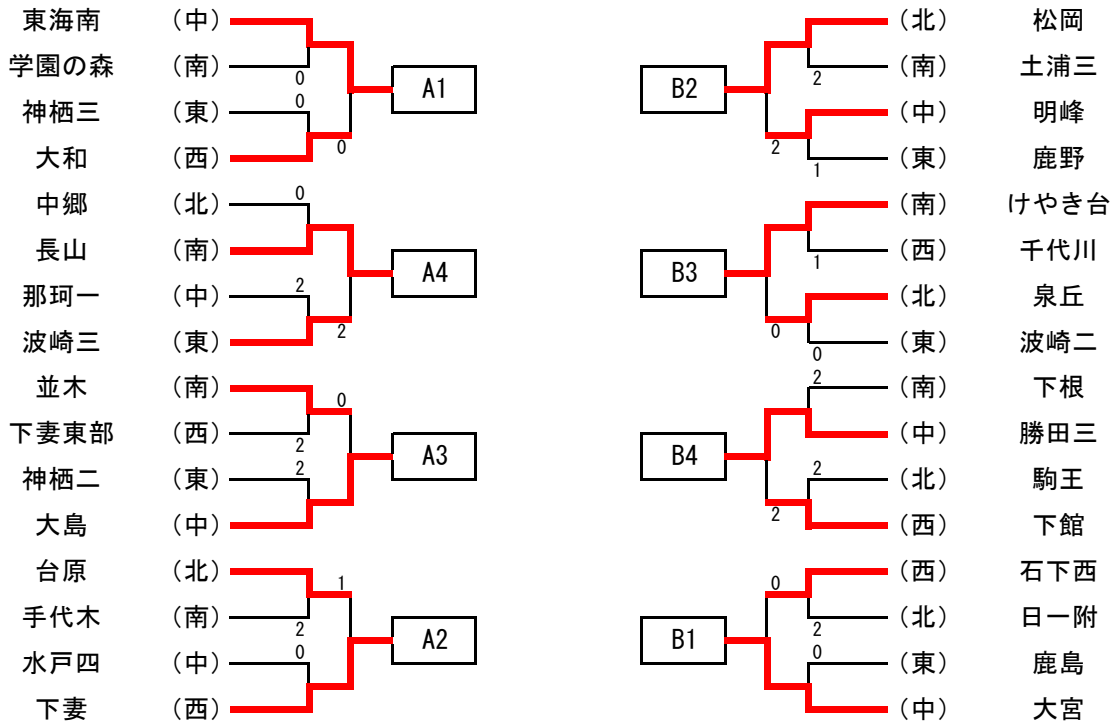 東海南 （中） （北） 松岡
学園の森 （南） 0 A1 B2 2 （南） 土浦三
神栖三 （東） 0 （中） 明峰
大和 （西） 0 2 1 （東） 鹿野
中郷 （北） 0 （南） けやき台
長山 （南） A4 B3 1 （西） 千代川
那珂一 （中） 2 （北） 泉丘
波崎三 （東） 2 0 0 （東） 波崎二
並木 （南） 0 2 （南） 下根
下妻東部 （西） 2 A3 B4 （中） 勝田三
神栖二 （東） 2 2 （北） 駒王
大島 （中） 2 （西） 下館
台原 （北） 1 0 （西） 石下西
手代木 （南） 2 A2 B1 2 （北） 日一附
水戸四 （中） 0 0 （東） 鹿島
下妻 （西） （中） 大宮